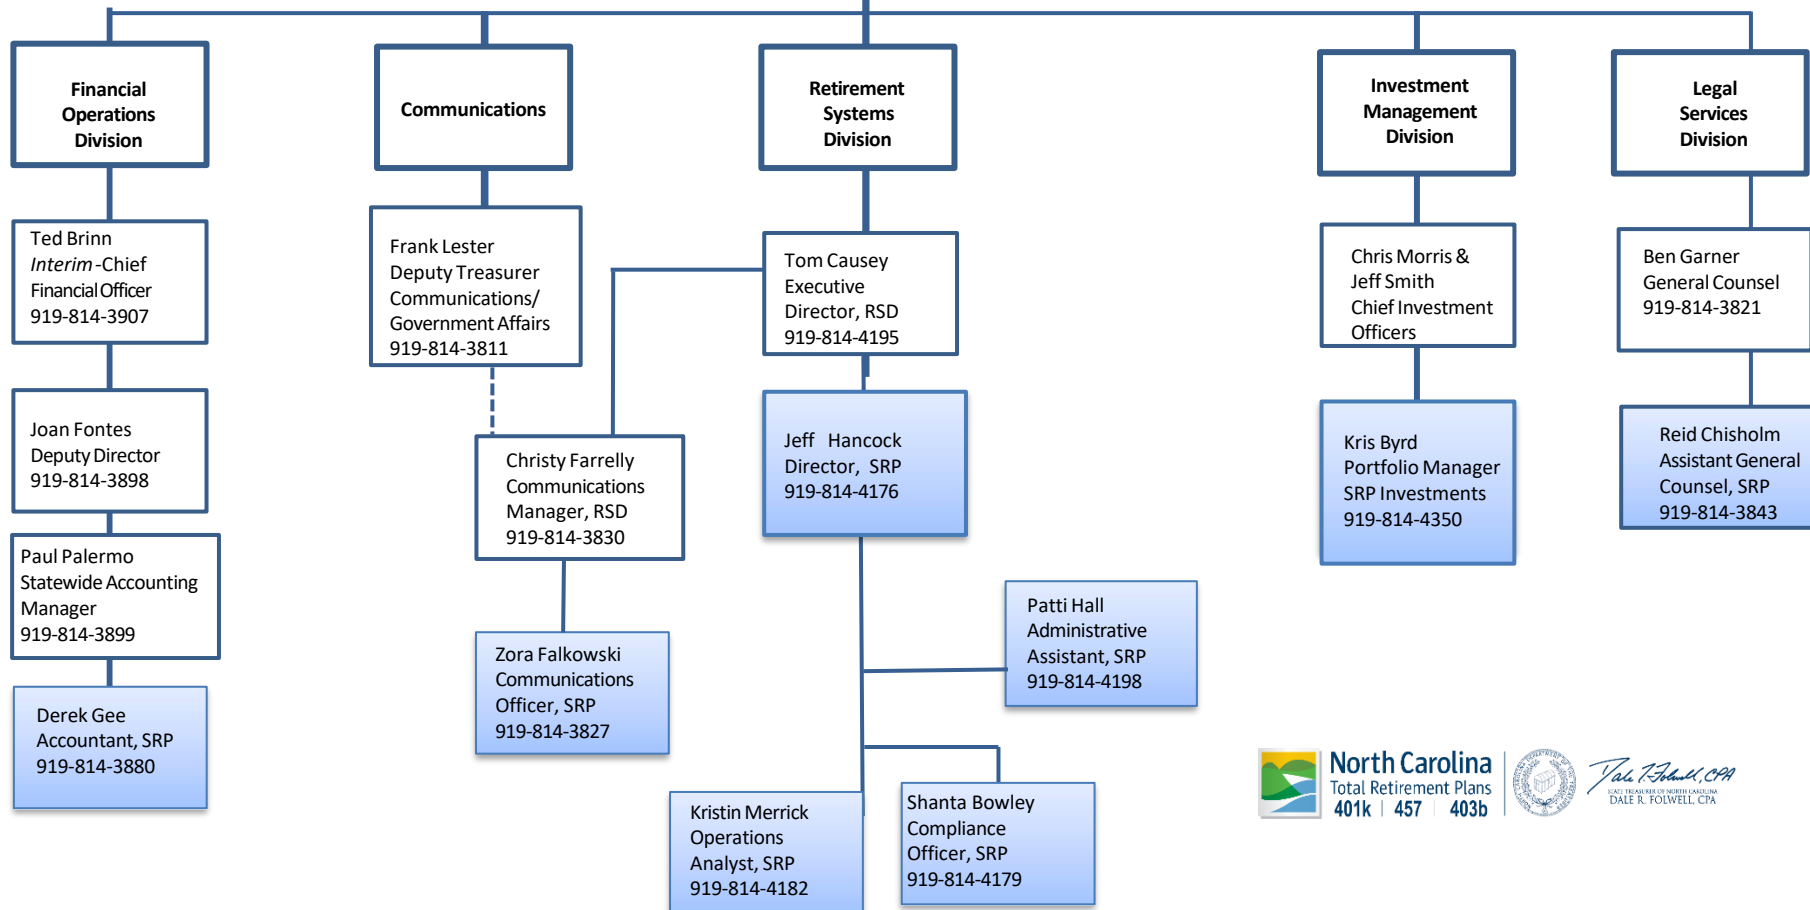 Financial
Operations
Division
Communications
Retirement
Systems
Division
Investment
Management
Division
Legal
Services
Division
Ted Brinn
Interim -Chief
Financial Officer
919-814-3907
Frank Lester
Deputy Treasurer
Communications/
Government Affairs
919-814-3811
Tom Causey
Executive
Director, RSD
919-814-4195
Chris Morris &
Jeff Smith
Chief Investment
Officers
Ben Garner
General Counsel
919-814-3821
Joan Fontes
Deputy Director
919-814-3898
Christy Farrelly
Communications
Manager, RSD
919-814-3830
Jeff Hancock
Director, SRP
919-814-4176
Kris Byrd
Portfolio Manager
SRP Investments
919-814-4350
Reid Chisholm
Assistant General
Counsel, SRP
919-814-3843
Paul Palermo
Statewide Accounting
Manager
919-814-3899
Zora Falkowski
Communications
Officer, SRP
919-814-3827
Patti Hall
Administrative
Assistant, SRP
919-814-4198
Derek Gee
Accountant, SRP
919-814-3880
Kristin Merrick
Operations
Analyst, SRP
919-814-4182
Shanta Bowley
Compliance
Officer, SRP
919-814-4179
North Carolina
Total Retirement Plans
401k | 457 | 403b
Dale R. Folwell, CPA
STATE TREASURER OF NORTH CAROLINA
DALE R. FOLWELL, CPA